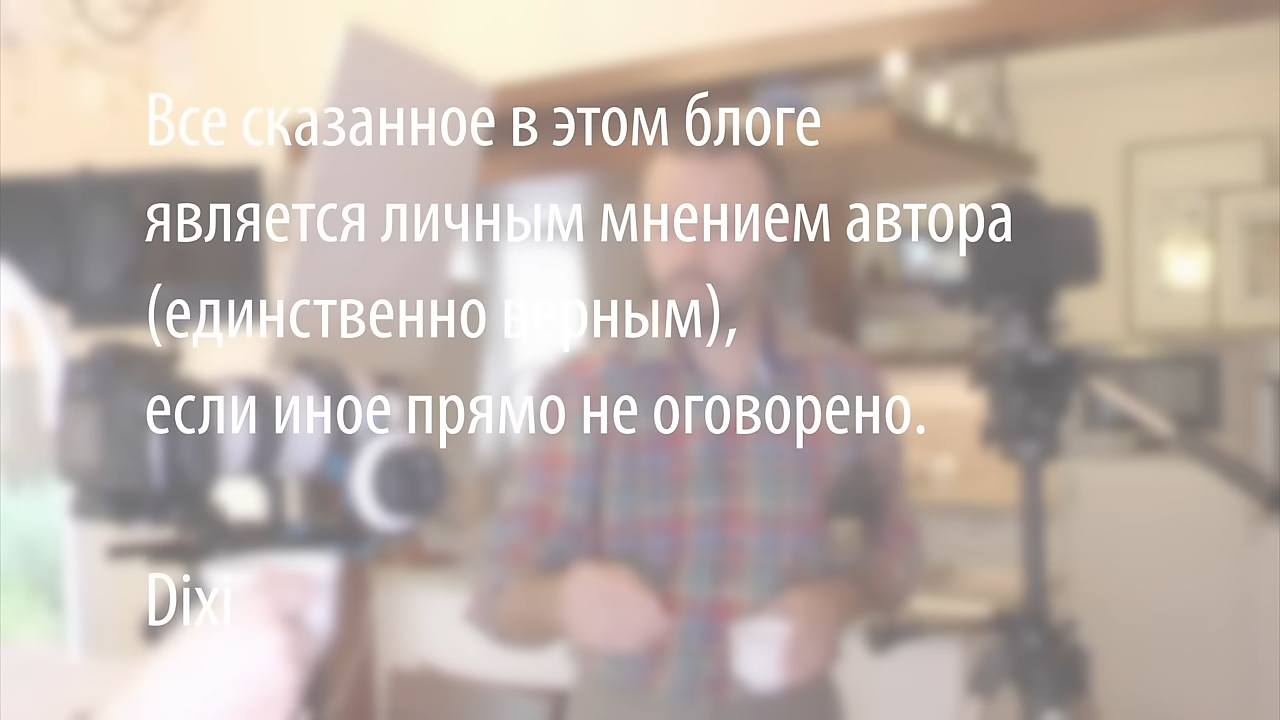 Все сказанное в этом блоге
является личным мнением автора
(единственно верным),
если иное прямо не оговорено.
Dixi